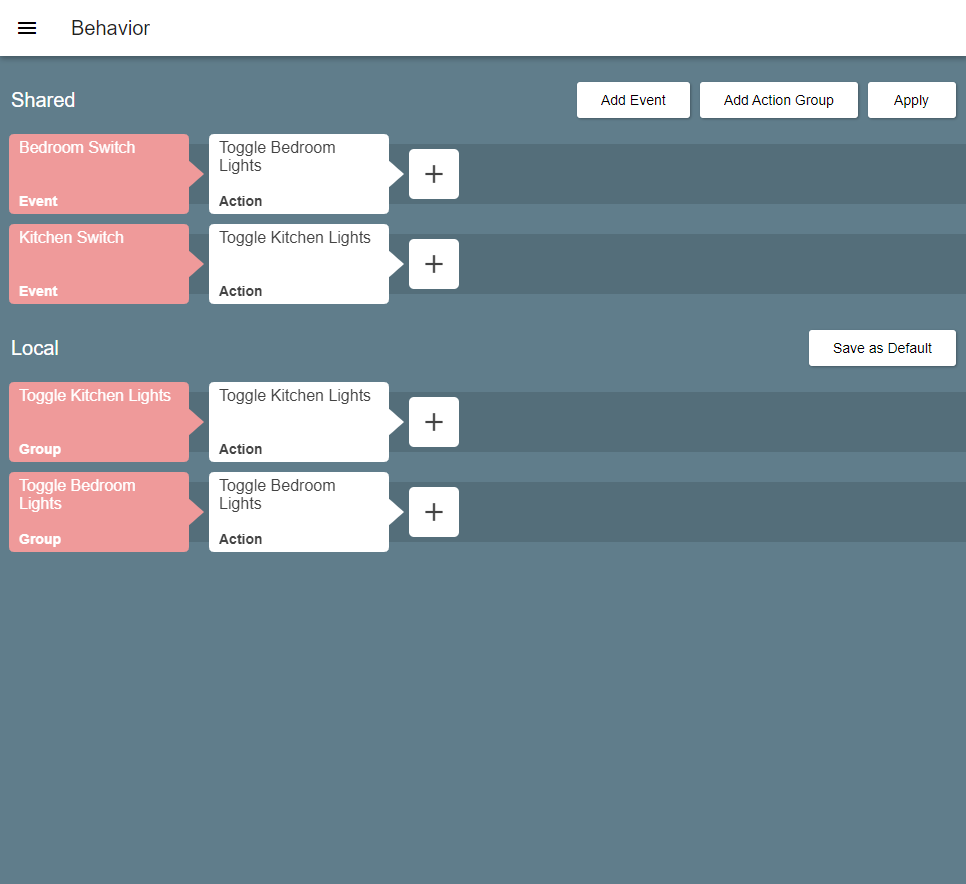 Behavior
Shared
Add Event
Add Action Group
Apply
Bedroom Switch
Event
Toggle Bedroom
Lights
Action
Kitchen Switch
Event
Toggle Kitchen Lights
Action
Local
Save as Default
Toggle Kitchen Lights
Group
Toggle Kitchen Lights
Action
Toggle Bedroom
Lights
Group
Toggle Bedroom
Lights
Action